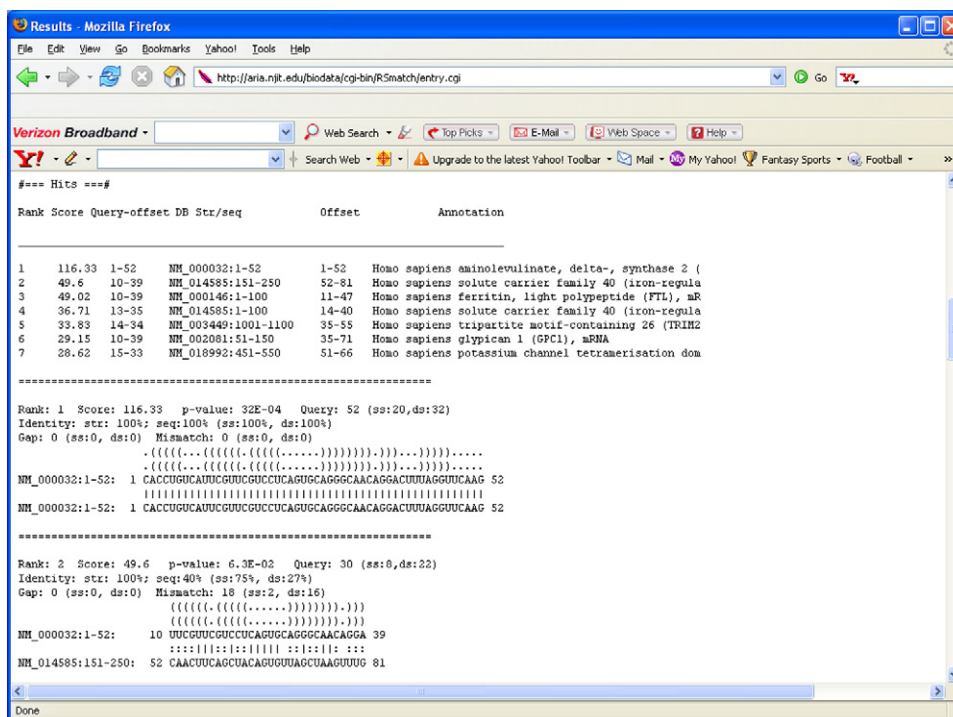 Results - Mozilla Firefox
File Edit View Go Bookmarks Yahoo! Tools Help
http://aria.njit.edu/biodata/cgi-bin/RSmatch/entry.cgi Go
Verizon Broadband - Web Search - Top Picks - E-Mail - Web Space - Help -
Y! - Search Web - Upgrade to the latest Yahoo! Toolbar - Mail - My Yahoo! Fantasy Sports - Football - »
#=== Hits ===#
Rank Score Query-offset DB Str/seq Offset Annotation
1 116.33 1-52 NM_000032:1-52 1-52 Homo sapiens aminolevulinate, delta-, synthase 2 (
2 49.6 10-39 NM_014585:151-250 52-81 Homo sapiens solute carrier family 40 (iron-regula
3 49.02 10-39 NM_000146:1-100 11-47 Homo sapiens ferritin, light polypeptide (FTL), mR
4 36.71 13-35 NM_014585:1-100 14-40 Homo sapiens solute carrier family 40 (iron-regula
5 33.83 14-34 NM_003449:1001-1100 35-55 Homo sapiens tripartite motif-containing 26 (TRIM2
6 29.15 10-39 NM_002081:51-150 35-71 Homo sapiens glypican 1 (GPC1), mRNA
7 28.62 15-33 NM_018992:451-550 51-66 Homo sapiens potassium channel tetramerisation dom
================================================================
Rank: 1 Score: 116.33 p-value: 32E-04 Query: 52 (ss:20,ds:32)
Identity: str: 100%; seq:100% (ss:100%, ds:100%)
Gap: 0 (ss:0, ds:0) Mismatch: 0 (ss:0, ds:0)
.(((((...((((((.(((((......)))))))).)))...))))).....
.(((((...((((((.(((((......)))))))).)))...))))).....
NM_000032:1-52: 1 CACCUGUCAUUCGUUCGUCCUCAGUGCAGGGCAACAGGACUUUAGGUUCAAG 52
||||||||||||||||||||||||||||||||||||||||||||||||||||
NM_000032:1-52: 1 CACCUGUCAUUCGUUCGUCCUCAGUGCAGGGCAACAGGACUUUAGGUUCAAG 52
================================================================
Rank: 2 Score: 49.6 p-value: 6.3E-02 Query: 30 (ss:8,ds:22)
Identity: str: 100%; seq:40% (ss:75%, ds:27%)
Gap: 0 (ss:0, ds:0) Mismatch: 18 (ss:2, ds:16)
((((((.(((((......)))))))).)))
((((((.(((((......)))))))).)))
NM_000032:1-52: 10 UUCGUUCGUCCUCAGUGCAGGGCAACAGGA 39
::::|||::|::||||| ::|::||: :::
NM_014585:151-250: 52 CAACUUCAGCUACAGUGUUAGCUAAGUUUG 81
Done